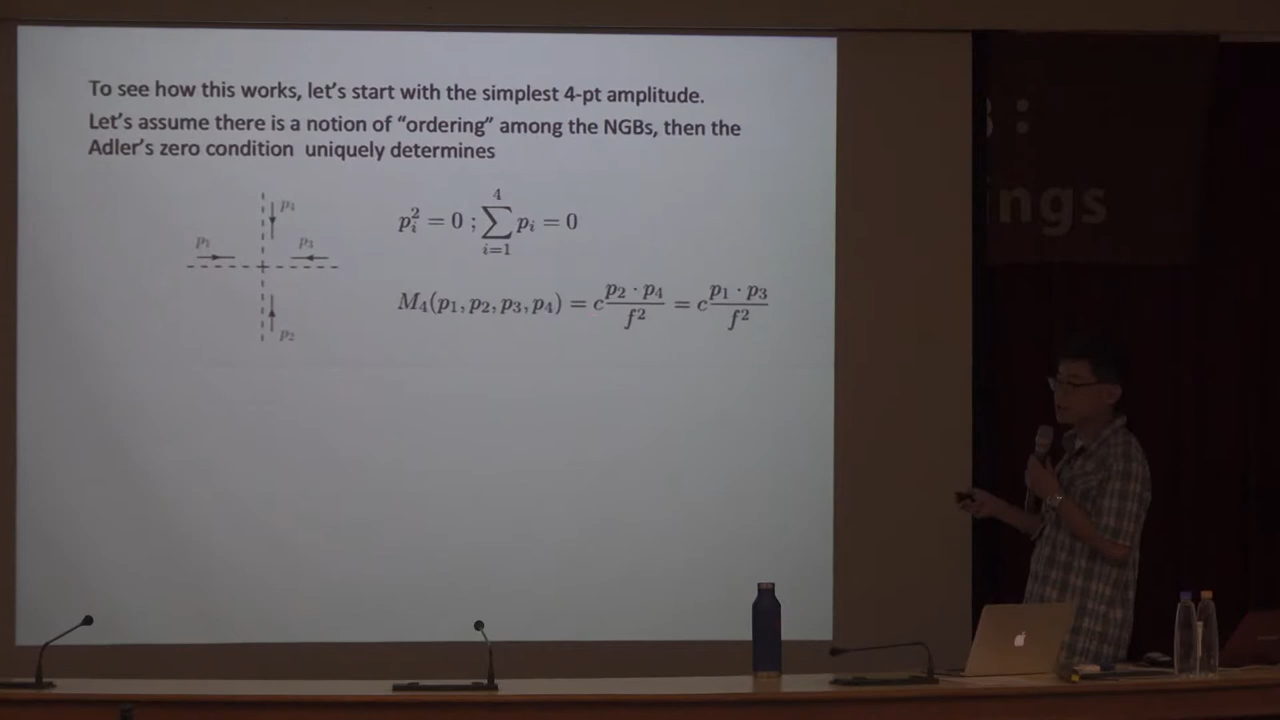 To see how this works, let's start with the simplest 4-pt amplitude.
Let's assume there is a notion of “ordering” among the NGBs, then the
Adler's zero condition uniquely determines
p₄
p₁
p₃
p₂
p_i^2 = 0 ; \sum_{i=1}^{4} p_i = 0
M_4(p_1, p_2, p_3, p_4) = c \frac{p_2 \cdot p_4}{f^2} = c \frac{p_1 \cdot p_3}{f^2}
:
ngs